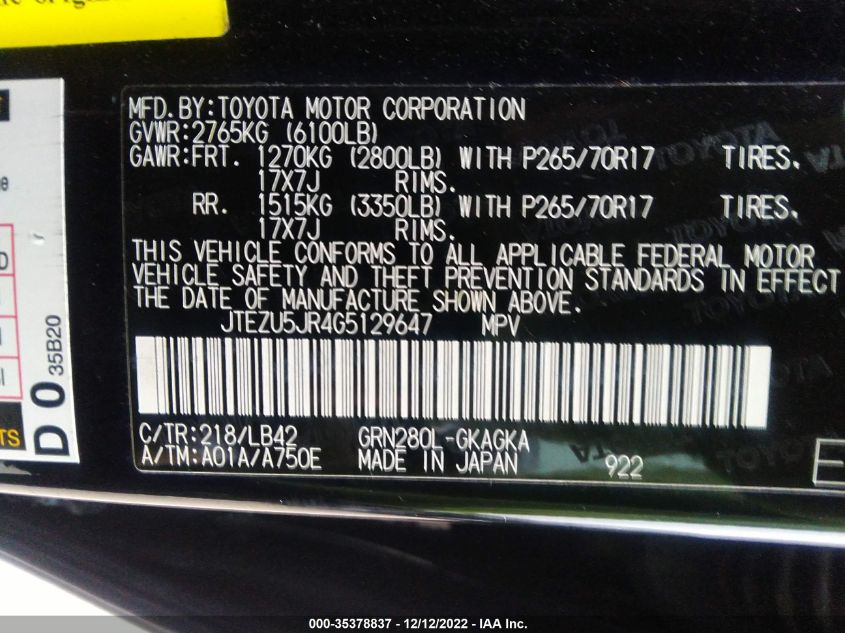 MFD.BY:TOYOTA MOTOR CORPORATION
GVWR:2765KG (6100LB)
GAWR:FRT. 1270KG (2800LB) WITH P265/70R17 TIRES.
17X7J RIMS.
RR. 1515KG (3350LB) WITH P265/70R17 TIRES.
17X7J RIMS.
THIS VEHICLE CONFORMS TO ALL APPLICABLE FEDERAL MOTOR
VEHICLE SAFETY AND THEFT PREVENTION STANDARDS IN EFFECT
THE DATE OF MANUFACTURE SHOWN ABOVE.
JTEZU5JR4G5129647 MPV
C/TR:218/LB42 GRN280L-GKAGKA
A/TM:A01A/A750E MADE IN JAPAN 922
D 0 35B20
TS
TOYOTA
TOYOTA
000-35378837 - 12/12/2022 - IAA Inc.